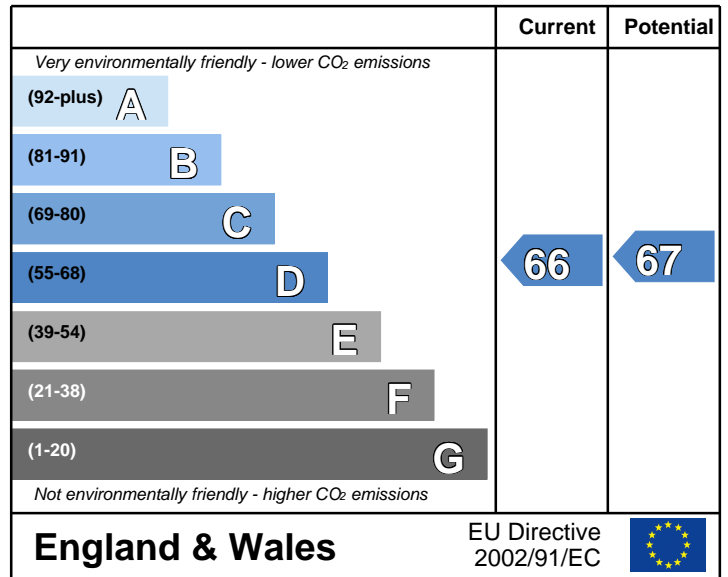 Current Potential
Very environmentally friendly - lower CO₂ emissions
(92-plus) A
(81-91) B
(69-80) C
(55-68) D
66 67
(39-54) E
(21-38) F
(1-20) G
Not environmentally friendly - higher CO₂ emissions
England & Wales
EU Directive
2002/91/EC